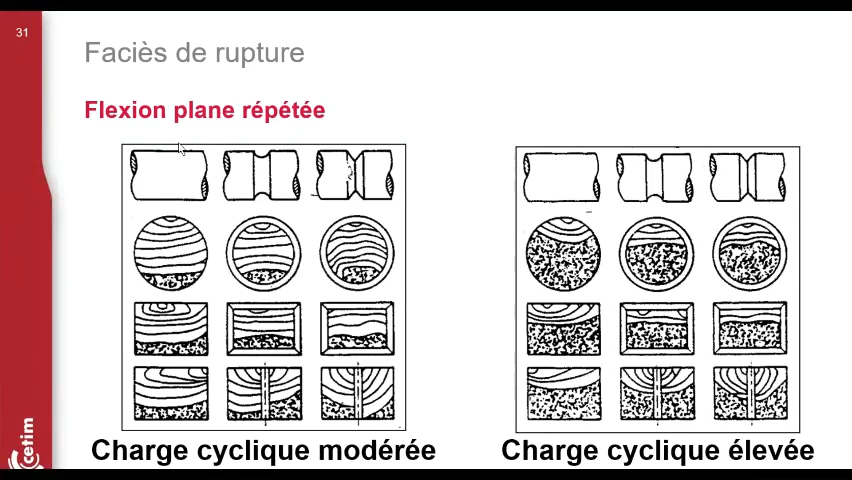 31
Faciès de rupture
Flexion plane répétée
Charge cyclique modérée
Charge cyclique élevée
cetim